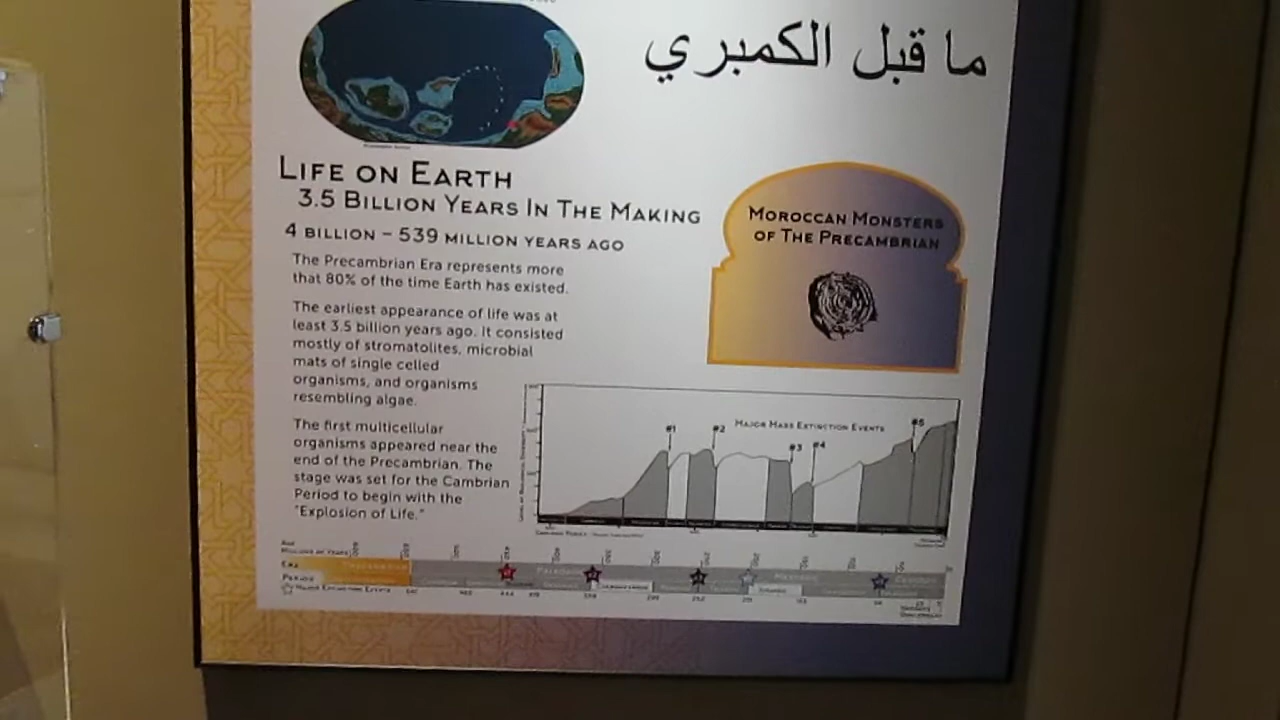 ما قبل الكمبري
LIFE ON EARTH
3.5 BILLION YEARS IN THE MAKING
4 BILLION – 539 MILLION YEARS AGO
The Precambrian Era represents more
that 80% of the time Earth has existed.
The earliest appearance of life was at
least 3.5 billion years ago. It consisted
mostly of stromatolites, microbial
mats of single celled
organisms, and organisms
resembling algae.
The first multicellular
organisms appeared near the
end of the Precambrian. The
stage was set for the Cambrian
Period to begin with the
"Explosion of Life."
MOROCCAN MONSTERS
OF THE PRECAMBRIAN
MAJOR MASS EXTINCTION EVENTS
#1
#2
#3
#4
#5
ERA
PERIOD
MAJOR EXTINCTION EVENTS